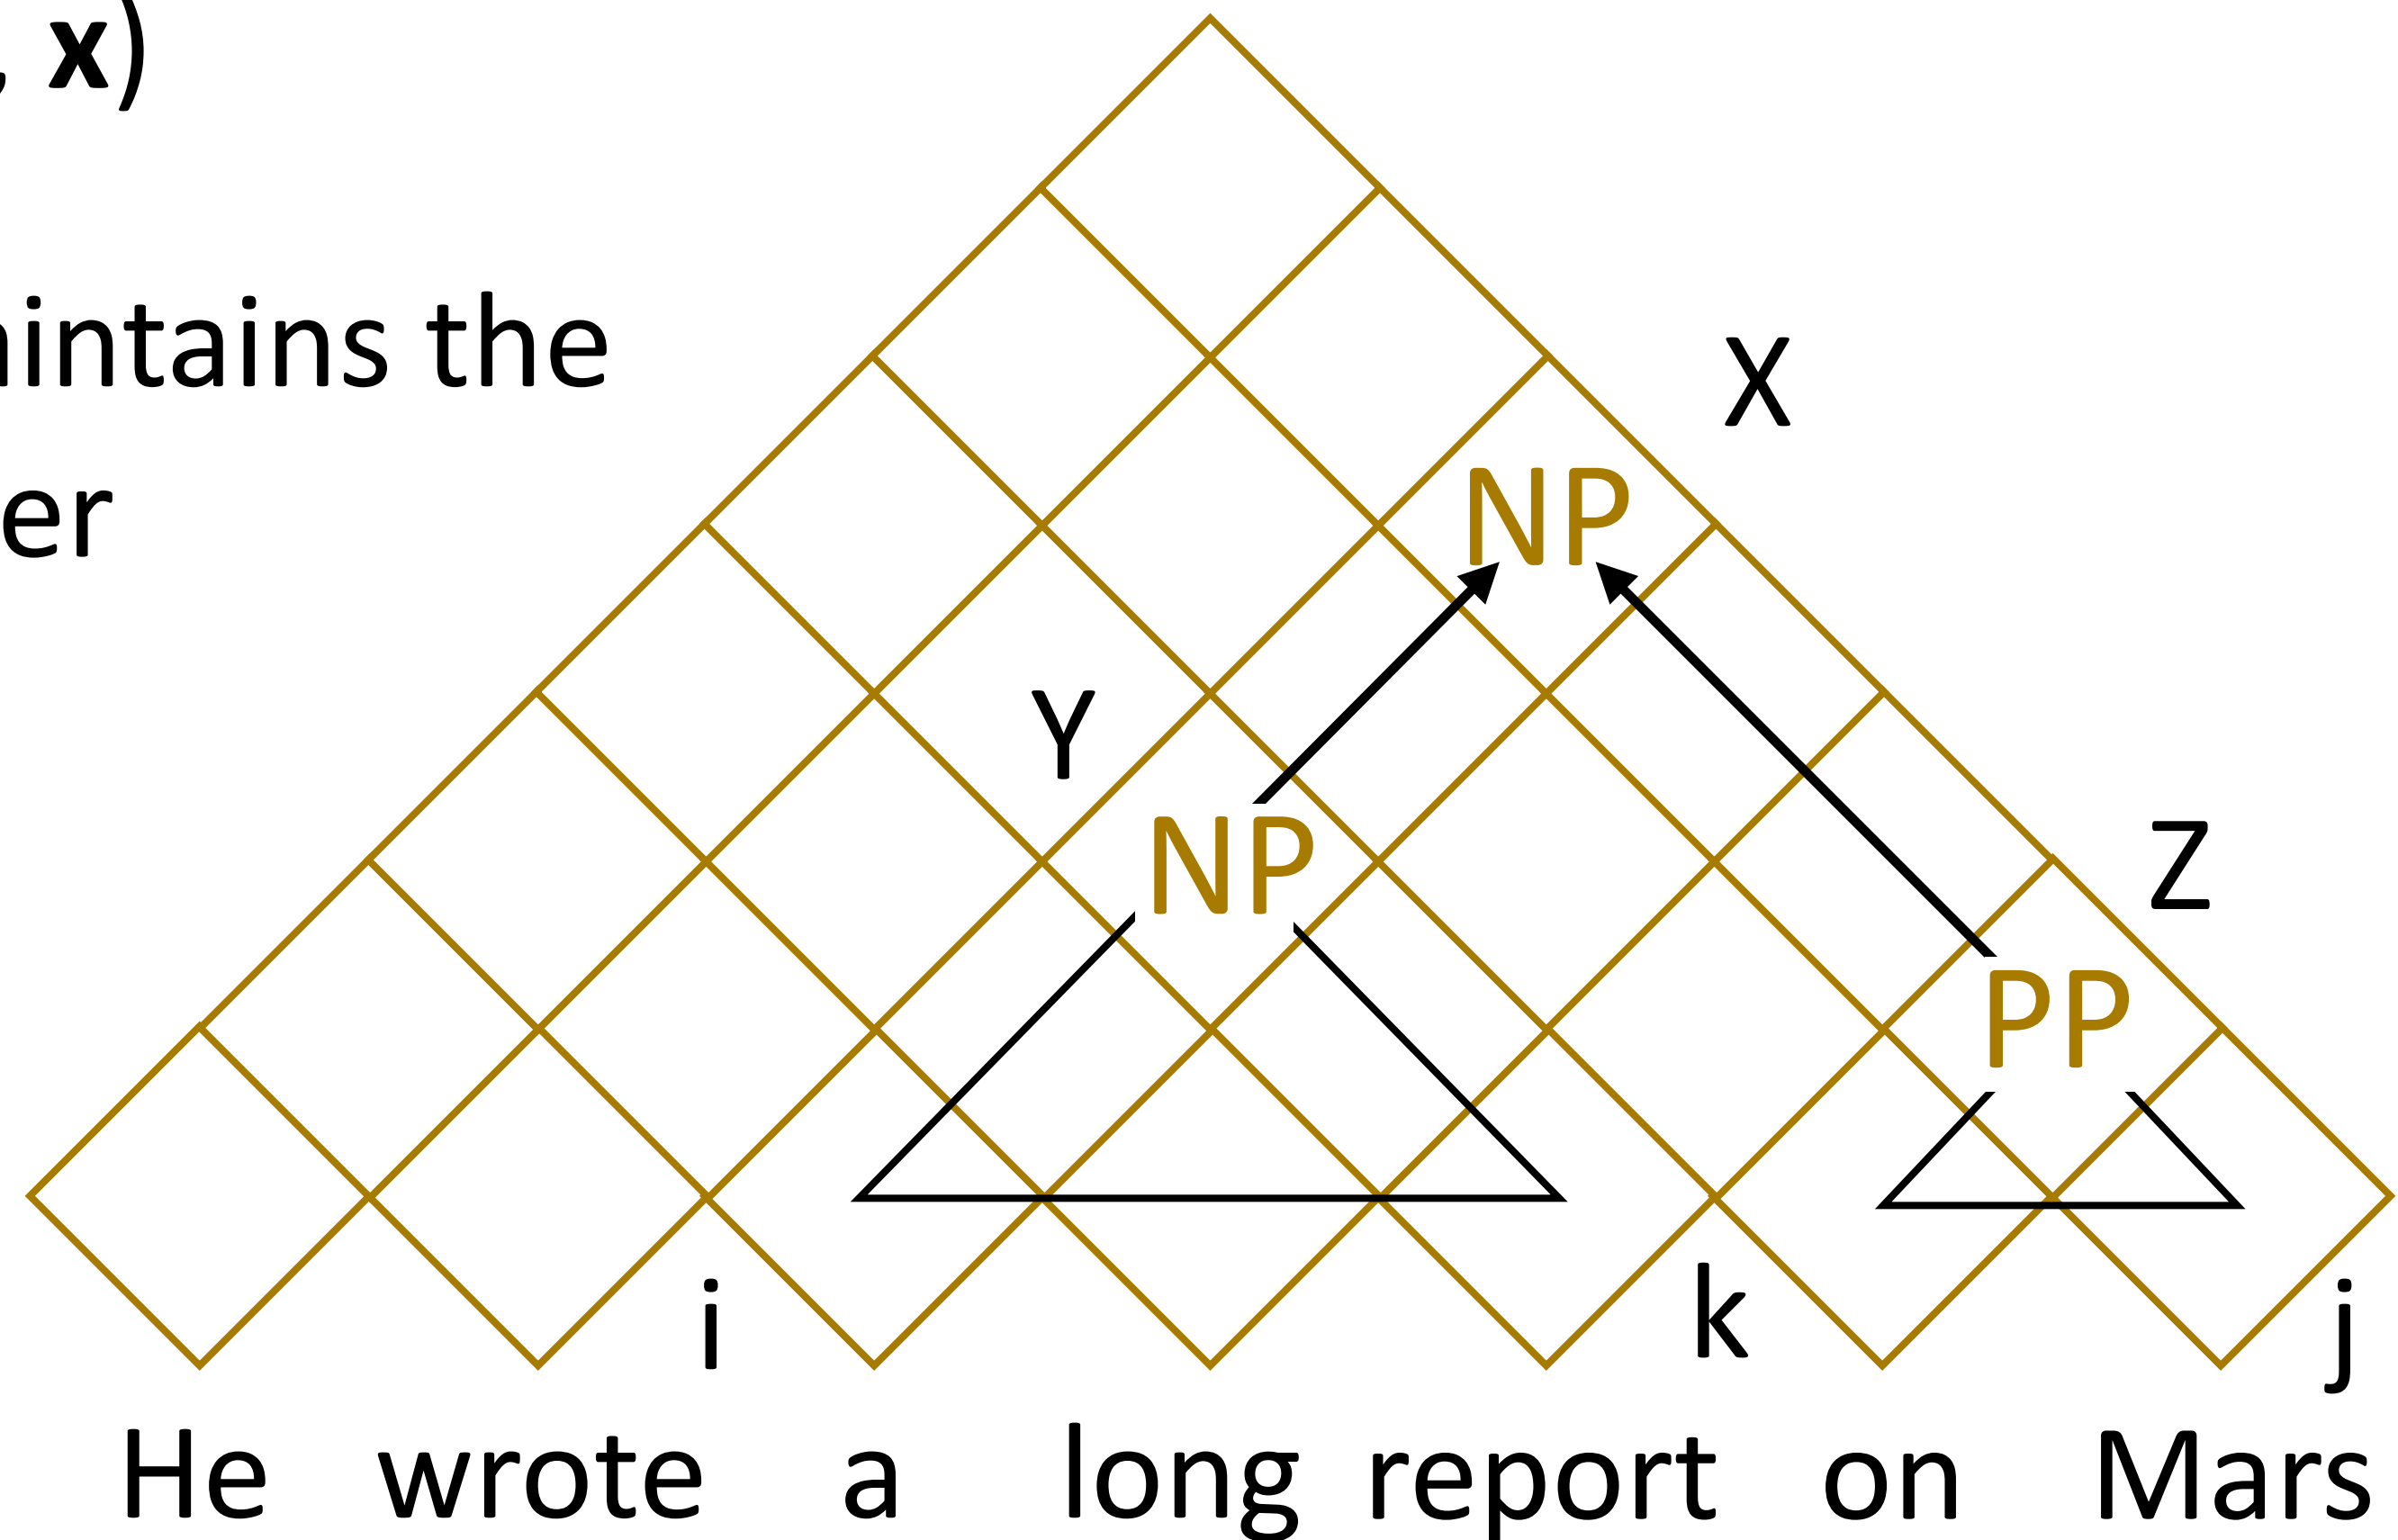 , x)
intains the
er
X
NP
Y
NP
Z
PP
i
k
j
He wrote a long report on Mars